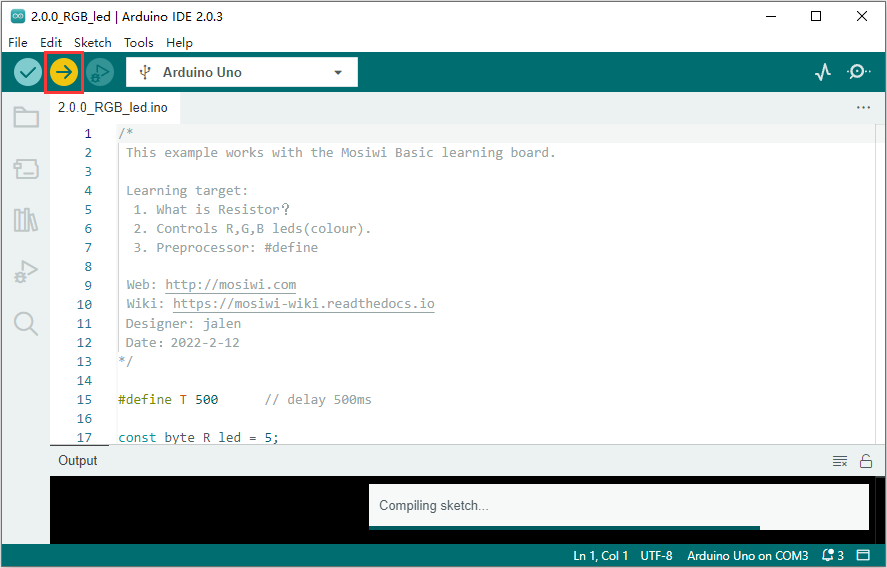 2.0.0_RGB_led | Arduino IDE 2.0.3
File Edit Sketch Tools Help
Arduino Uno
2.0.0_RGB_led.ino
1 /*
2 This example works with the Mosiwi Basic learning board.
3
4 Learning target:
5 1. What is Resistor？
6 2. Controls R,G,B leds(colour).
7 3. Preprocessor: #define
8
9 Web: http://mosiwi.com
10 Wiki: https://mosiwi-wiki.readthedocs.io
11 Designer: jalen
12 Date: 2022-2-12
13 */
14
15 #define T 500 // delay 500ms
16
17 const byte R_led = 5;
Output
Compiling sketch...
Ln 1, Col 1 UTF-8 Arduino Uno on COM3 3